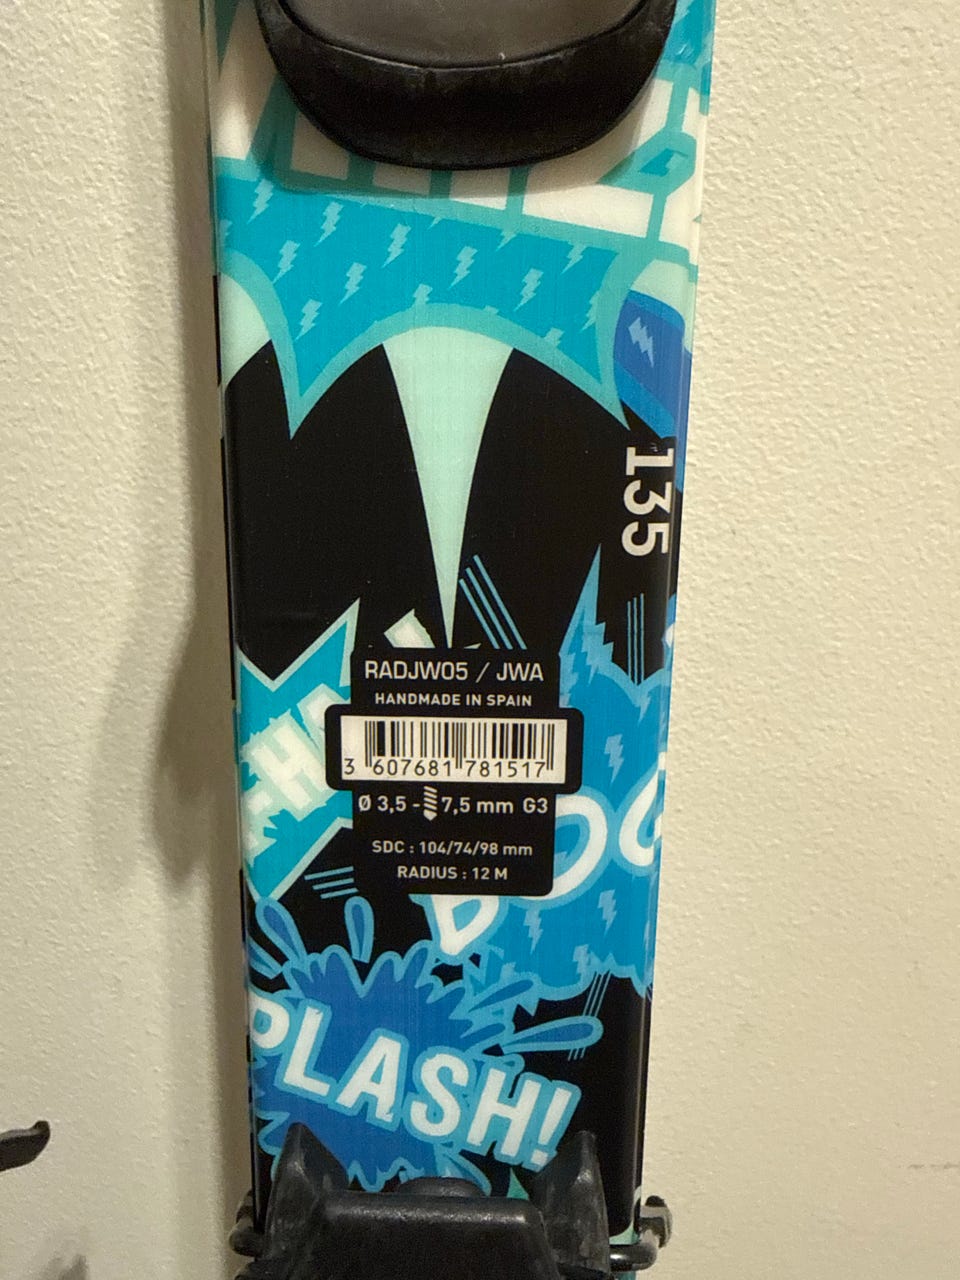 135
RADJW05 / JWA
HANDMADE IN SPAIN
3 607681 781517
Ø 3,5 - 7,5 mm G3
SDC : 104/74/98 mm
RADIUS : 12 M
PLASH!